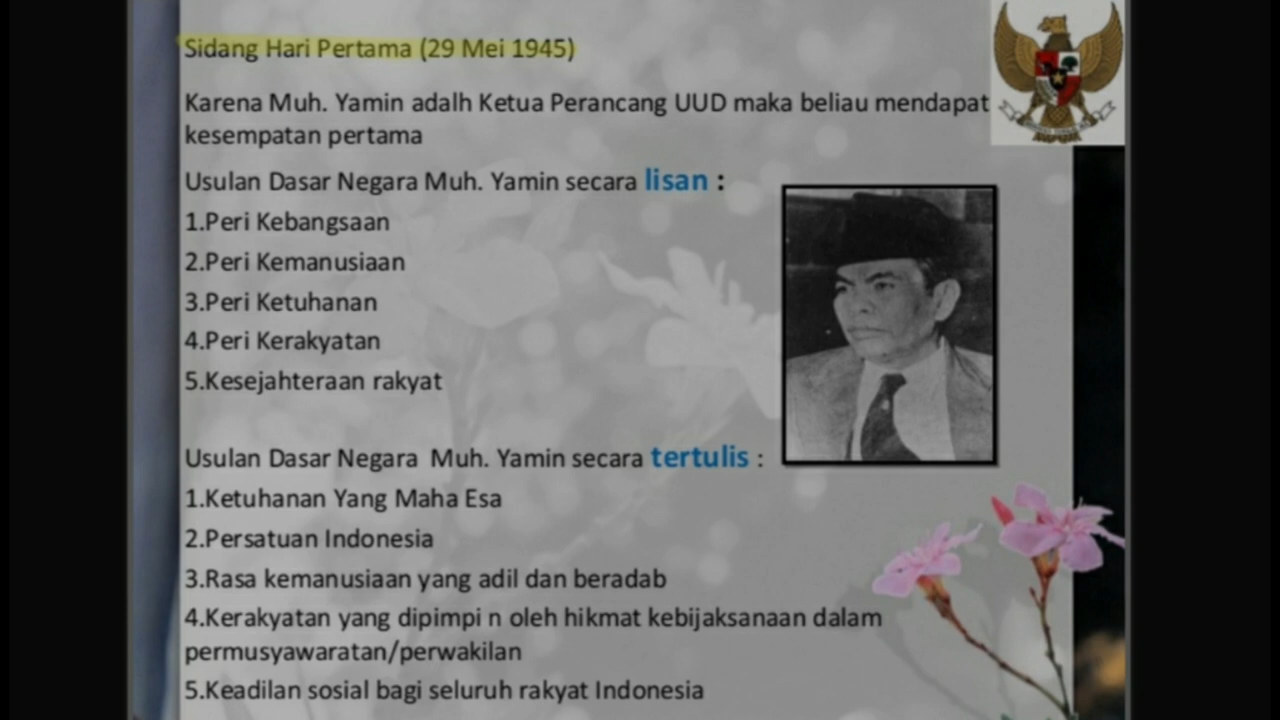 Sidang Hari Pertama (29 Mei 1945)
Karena Muh. Yamin adalh Ketua Perancang UUD maka beliau mendapat
kesempatan pertama
Usulan Dasar Negara Muh. Yamin secara lisan :
1.Peri Kebangsaan
2.Peri Kemanusiaan
3.Peri Ketuhanan
4.Peri Kerakyatan
5.Kesejahteraan rakyat
Usulan Dasar Negara Muh. Yamin secara tertulis :
1.Ketuhanan Yang Maha Esa
2.Persatuan Indonesia
3.Rasa kemanusiaan yang adil dan beradab
4.Kerakyatan yang dipimpi n oleh hikmat kebijaksanaan dalam
permusyawaratan/perwakilan
5.Keadilan sosial bagi seluruh rakyat Indonesia